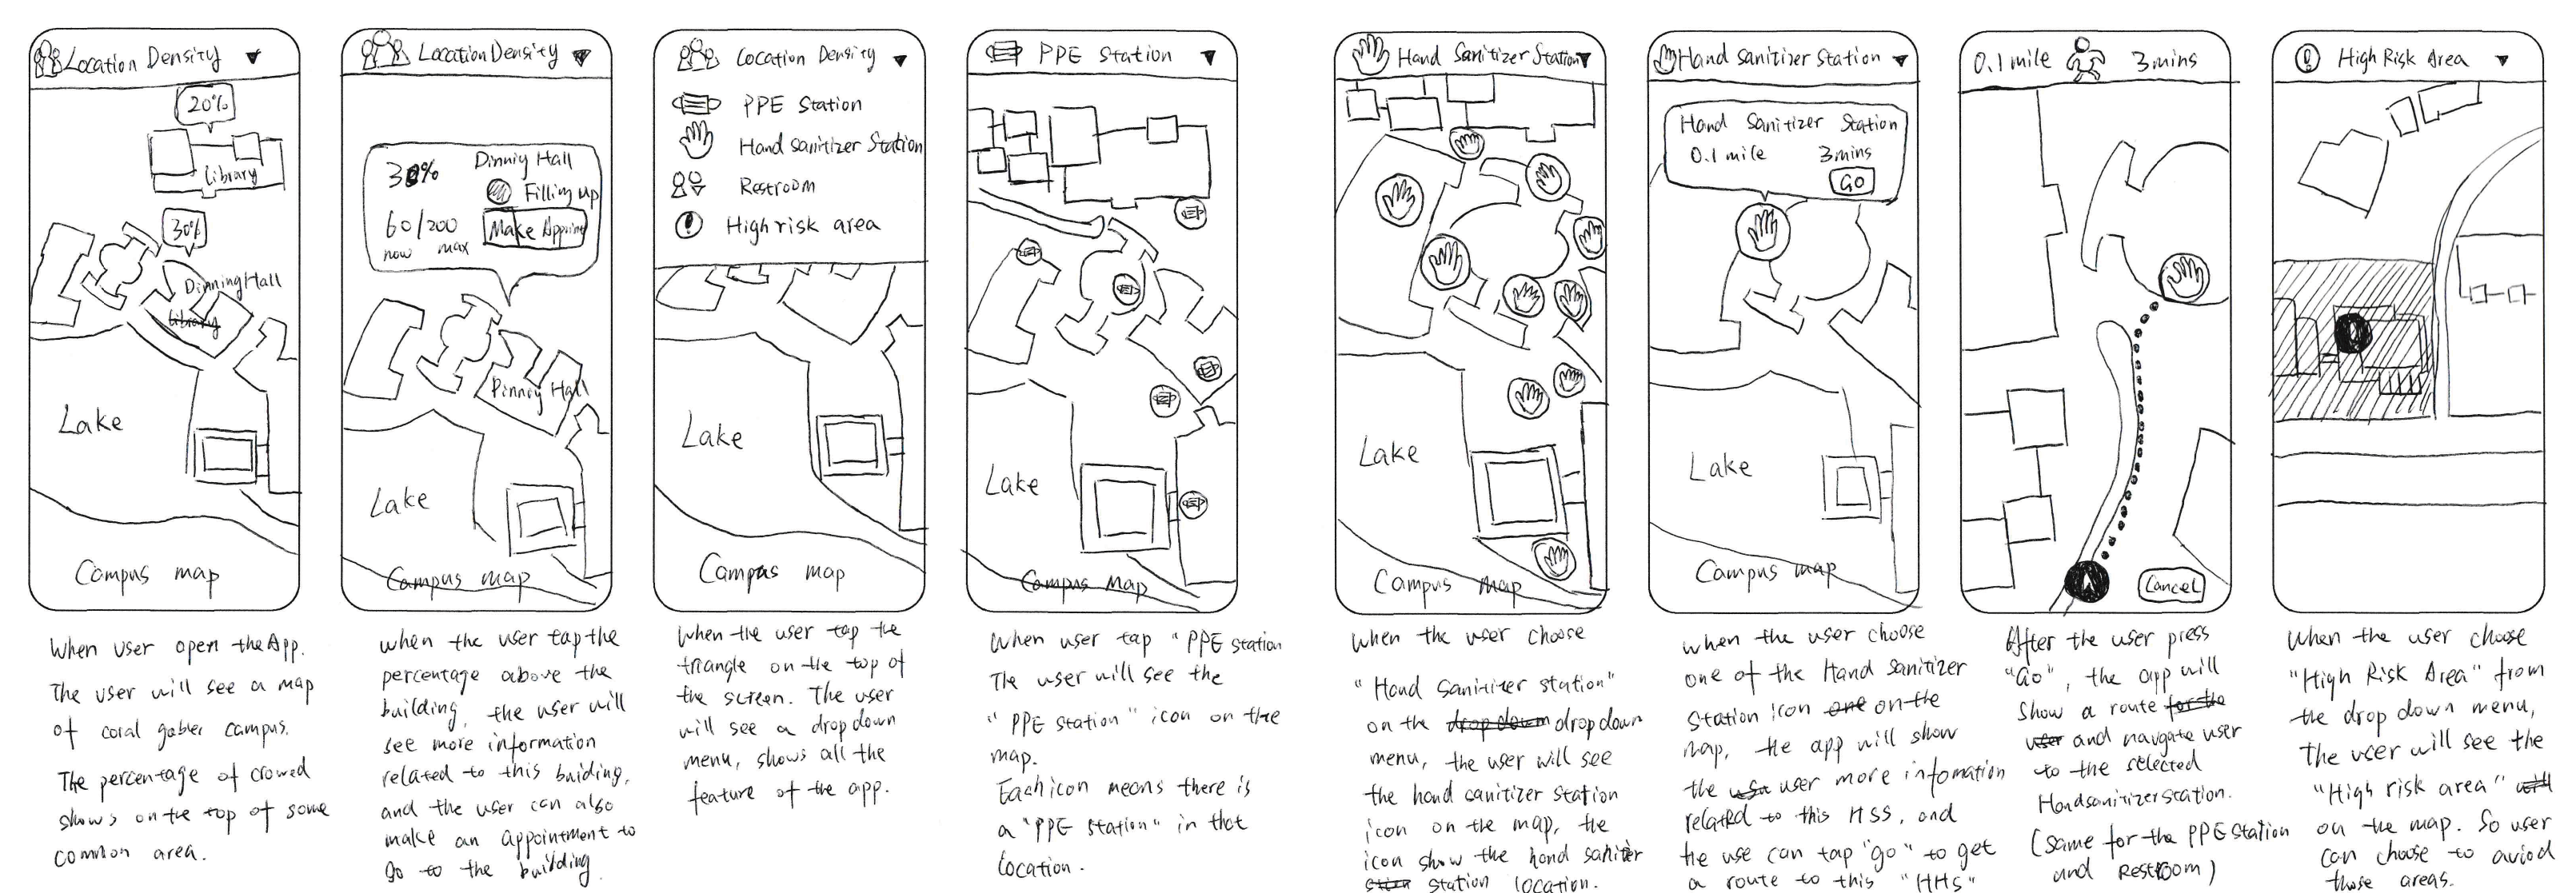 Location Density ▼
20%
Library
30%
Dinning Hall
Library
Lake
Campus map
When user open the App.
The user will see a map
of coral gabler campus.
The percentage of crowed
shows on the top of some
common area.
Location Density ▼
30% Dinniy Hall
Filling up
60/200 Make Appoint
now max
Dinniy Hall
Lake
Campus map
when the user tap the
percentage above the
building, the user will
see more information
related to this buiding,
and the user can also
make an appointment to
go to the building.
Location Density ▼
PPE Station
Hand sanitizer Station
Restroom
High risk area
Lake
Campus map
When the user tap the
triangle on the top of
the screen. The user
will see a drop down
menu, shows all the
feature of the app.
PPE Station ▼
Lake
Campus Map
When user tap "PPE station
The user will see the
"PPE station" icon on the
map.
Each icon means there is
a "PPE station" in that
location.
Hand Sanitizer Station ▼
Lake
Campus map
When the user choose
"Hand sanitizer station"
on the drop down drop down
menu, the user will see
the hand sanitizer station
icon on the map, the
icon show the hand saniter
station location.
Hand sanitizer Station ▼
Hand Sanitizer Station
0.1 mile 3mins
GO
Lake
Campus map
when the user choose
one of the Hand sanitizer
Station icon one on the
map, the app will show
the usa user more infomation
related to this HSS, and
the use can tap "go" to get
a route to this "HHS"
0.1 mile 3mins
Cancel
After the user press
"Go", the app will
show a route for the
user and navgate user
to the selected
Handsanitizer station.
(same for the PPE Station
and Restroom)
High Risk Area ▼
When the user choose
"High Risk Area" from
the drop down menu,
The user will see the
"High risk area" with
on the map. So user
can choose to aviod
those areas.